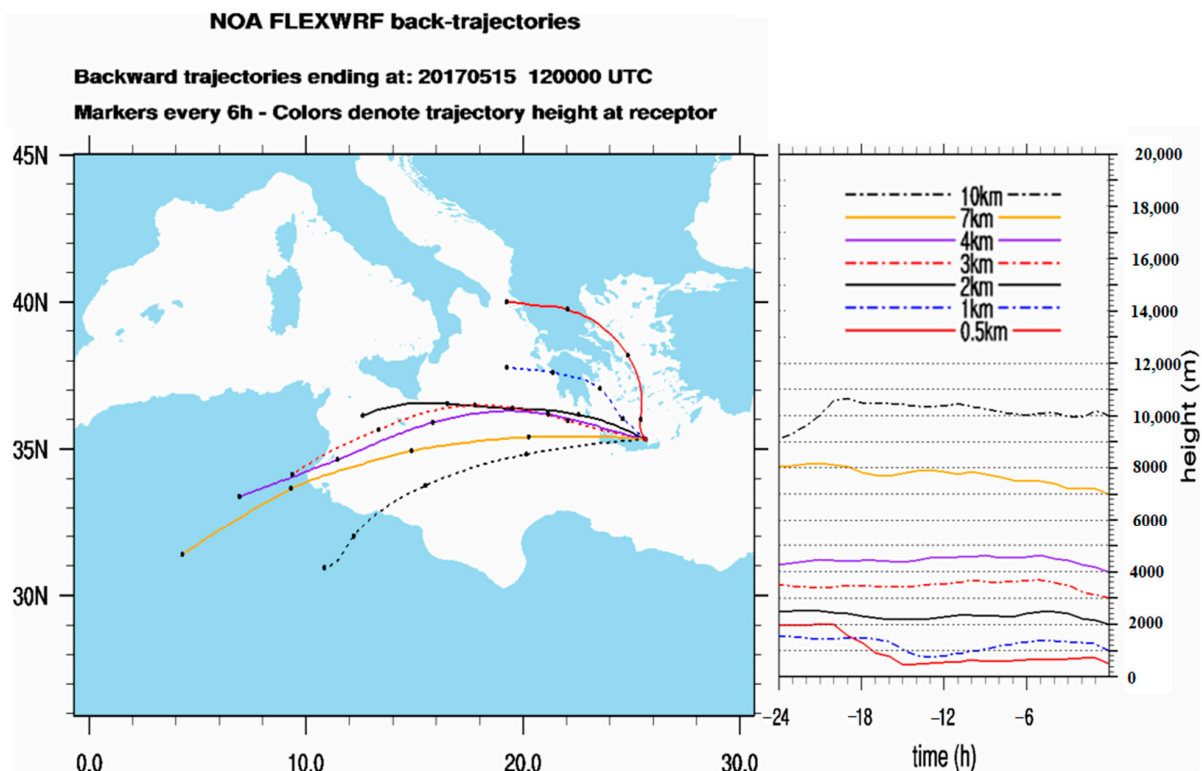 NOA FLEXWRF back-trajectories
Backward trajectories ending at: 20170515 120000 UTC
Markers every 6h - Colors denote trajectory height at receptor
45N
40N
35N
30N
0.0
10.0
20.0
30.0
10km
7km
4km
3km
2km
1km
0.5km
20,000
18,000
16,000
14,000
12,000
10,000
8000
6000
4000
2000
0
height (m)
-24
-18
-12
-6
time (h)